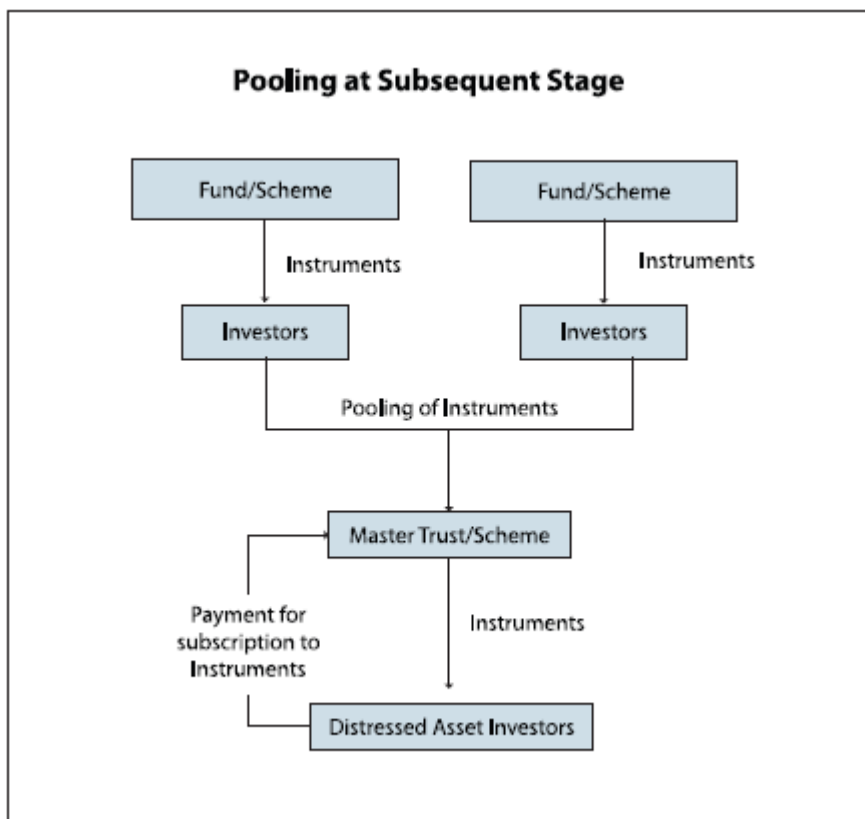 Pooling at Subsequent Stage
Fund/Scheme
Fund/Scheme
Instruments
Instruments
Investors
Investors
Pooling of Instruments
Master Trust/Scheme
Payment for
subscription to
Instruments
Instruments
Distressed Asset Investors